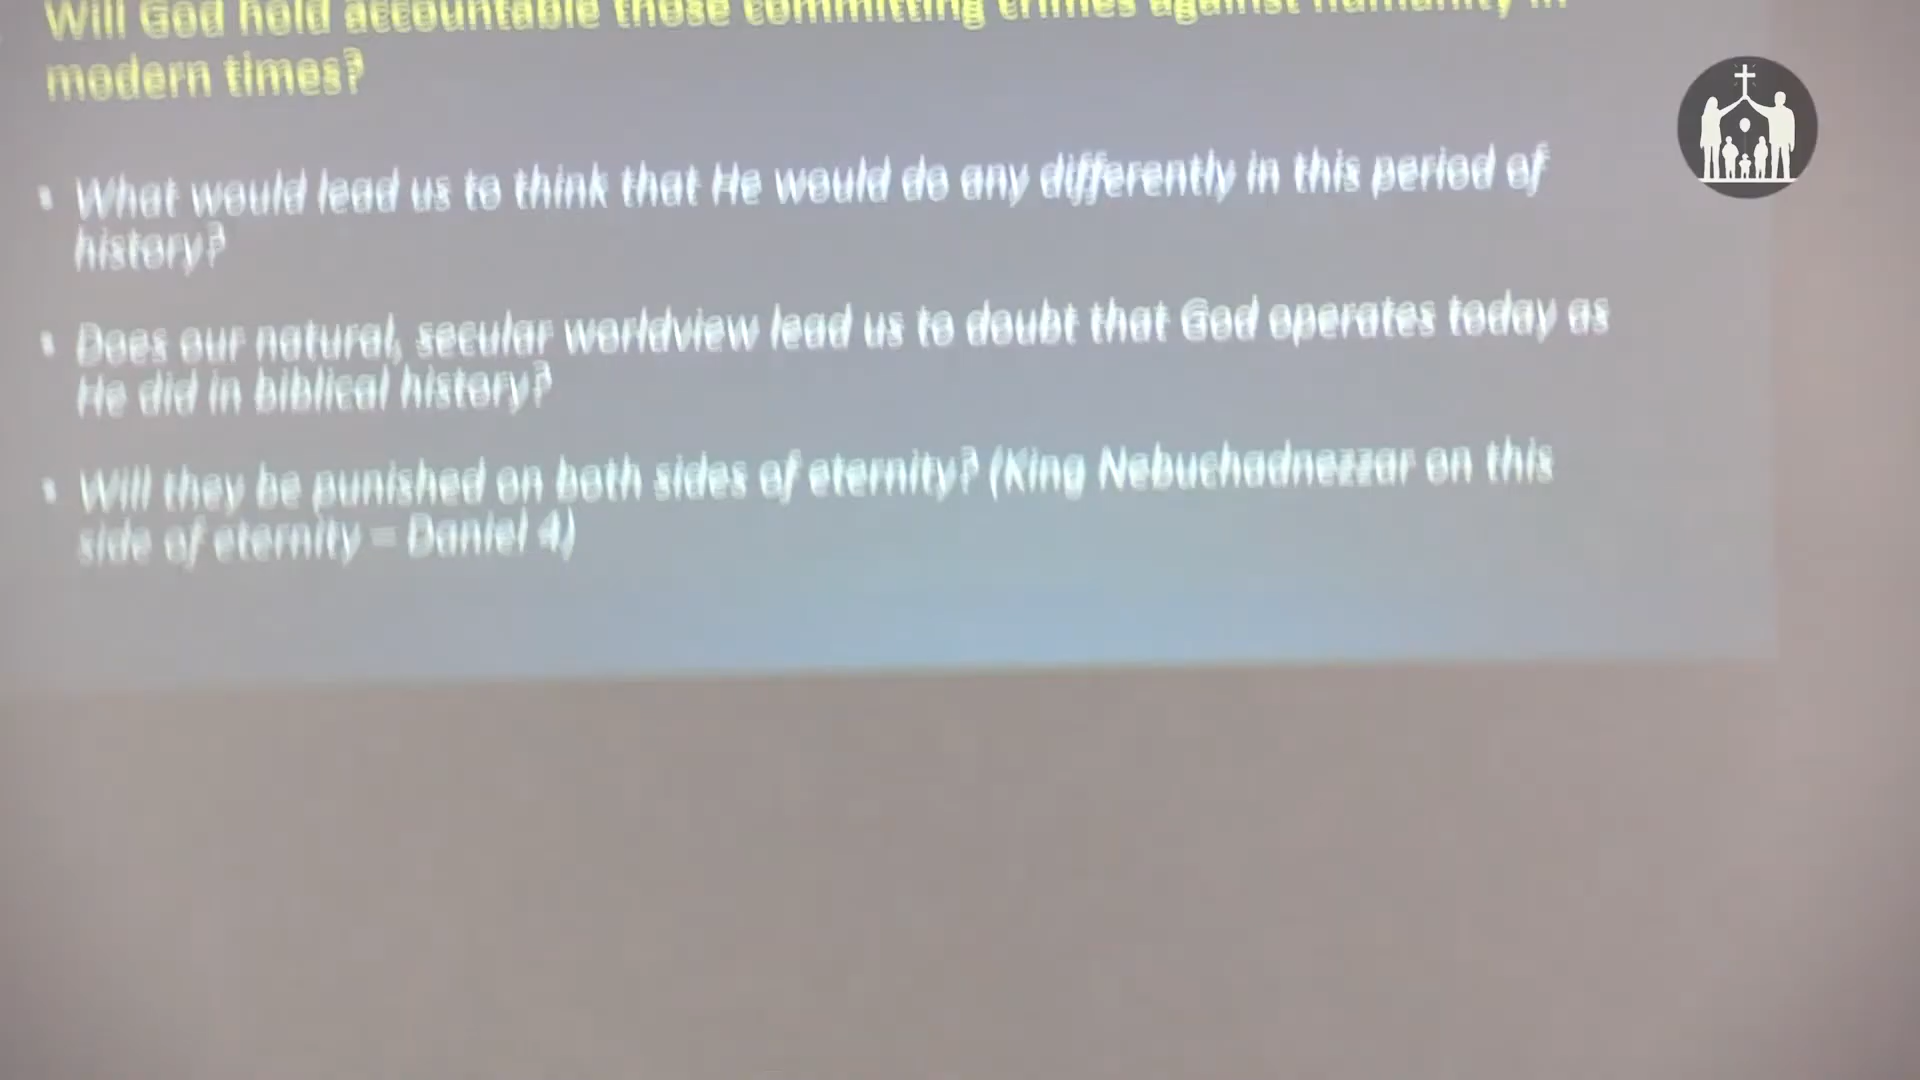 Will God hold accountable those committing crimes against humanity in
modern times?
▪ What would lead us to think that He would do any differently in this period of
history?
▪ Does our natural, secular worldview lead us to doubt that God operates today as
He did in biblical history?
▪ Will they be punished on both sides of eternity? (King Nebuchadnezzar on this
side of eternity – Daniel 4)